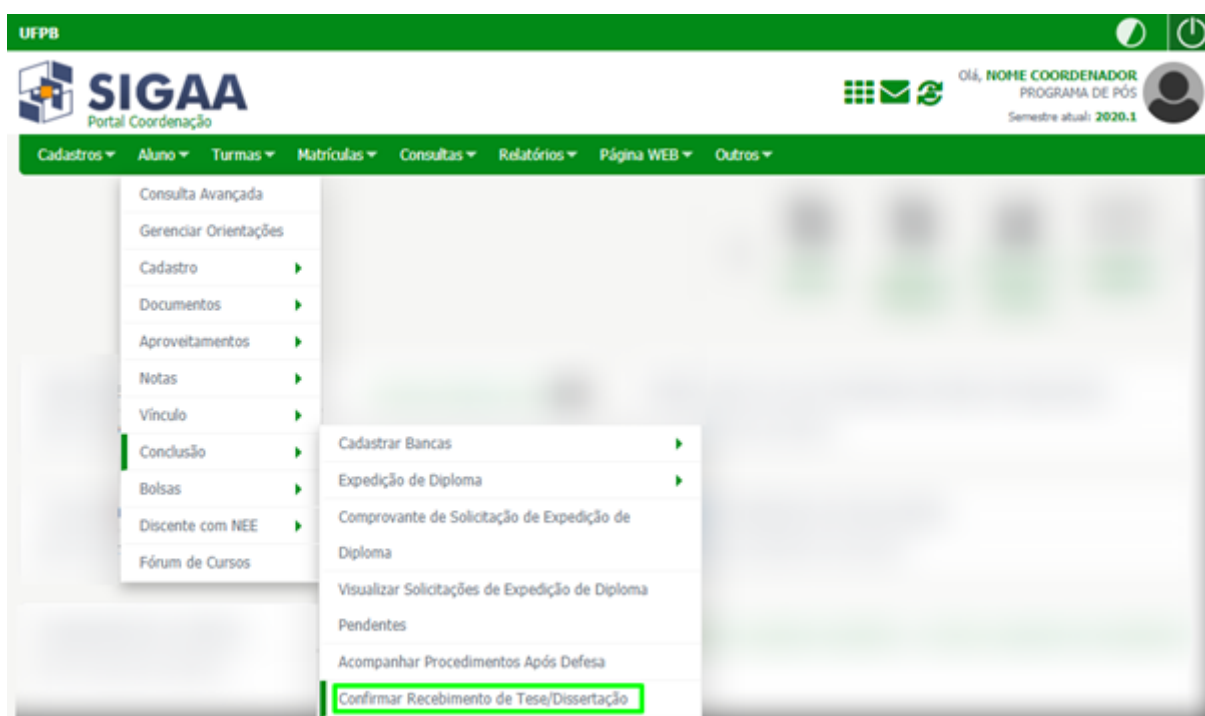 UFPB
SIGAA
Portal Coordenação
Olá, NOME COORDENADOR
PROGRAMA DE PÓS
Semestre atual: 2020.1
Cadastros Aluno Turmas Matrículas Consultas Relatórios Página WEB Outros
Consulta Avançada
Gerenciar Orientações
Cadastro
Documentos
Aproveitamentos
Notas
Vínculo
Conclusão
Bolsas
Discente com NEE
Fórum de Cursos
Cadastrar Bancas
Expedição de Diploma
Comprovante de Solicitação de Expedição de
Diploma
Visualizar Solicitações de Expedição de Diploma
Pendentes
Acompanhar Procedimentos Após Defesa
Confirmar Recebimento de Tese/Dissertação